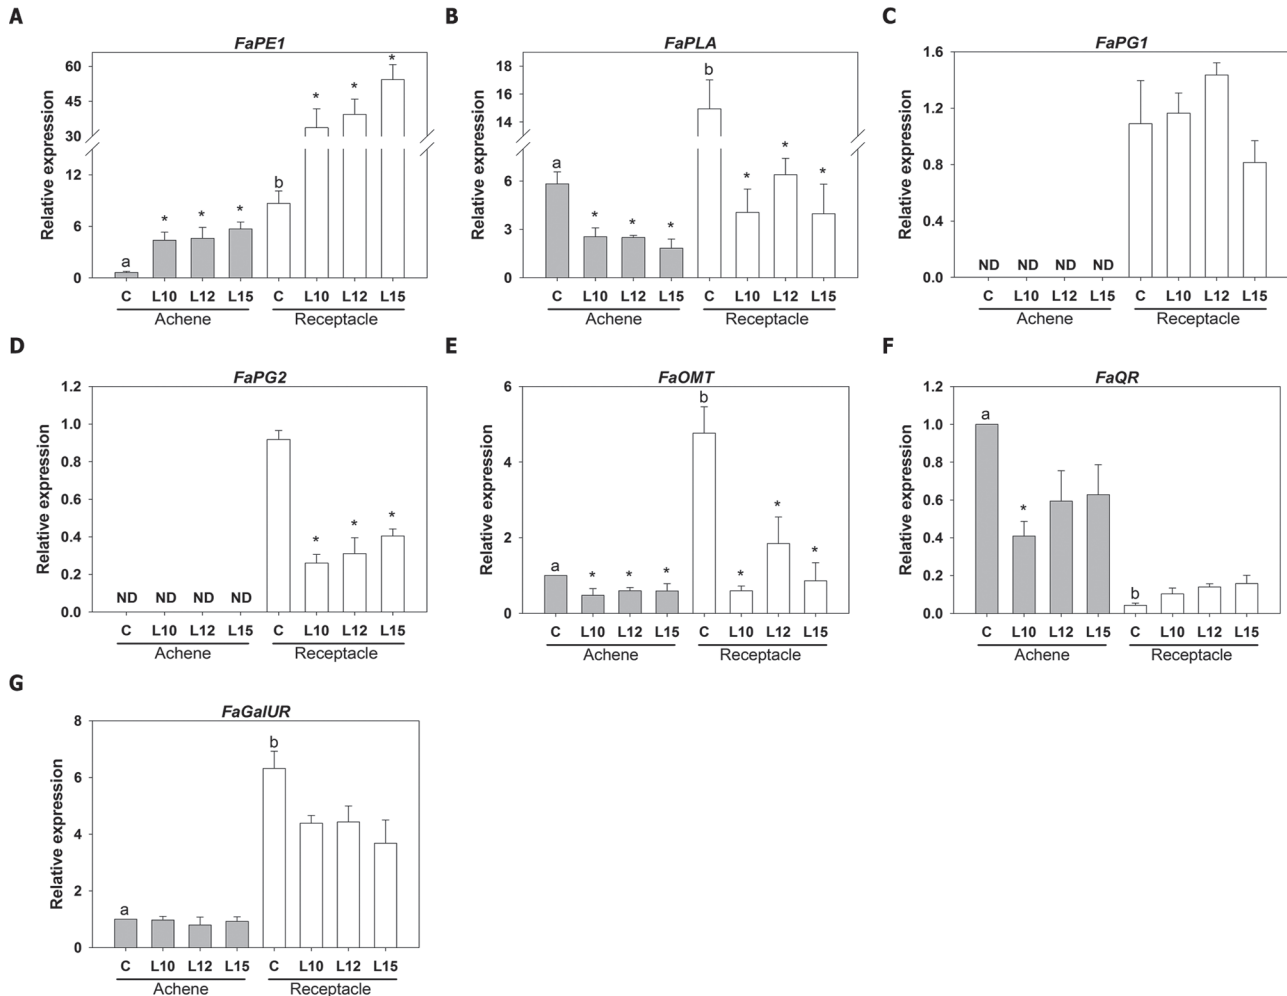 A
FaPE1
Relative expression
60
45
30
12
6
0
a
*
*
*
b
*
*
*
C L10 L12 L15 C L10 L12 L15
Achene Receptacle
B
FaPLA
Relative expression
18
16
14
6
3
0
a
*
*
*
b
*
*
*
C L10 L12 L15 C L10 L12 L15
Achene Receptacle
C
FaPG1
Relative expression
1.6
1.2
0.8
0.4
0.0
ND ND ND ND
C L10 L12 L15 C L10 L12 L15
Achene Receptacle
D
FaPG2
Relative expression
1.2
1.0
0.8
0.6
0.4
0.2
0.0
ND ND ND ND
*
*
*
C L10 L12 L15 C L10 L12 L15
Achene Receptacle
E
FaOMT
Relative expression
6
4
2
0
a
*
*
*
b
*
*
*
C L10 L12 L15 C L10 L12 L15
Achene Receptacle
F
FaQR
Relative expression
1.2
1.0
0.8
0.6
0.4
0.2
0.0
a
*
b
C L10 L12 L15 C L10 L12 L15
Achene Receptacle
G
FaGalUR
Relative expression
8
6
4
2
0
a
b
C L10 L12 L15 C L10 L12 L15
Achene Receptacle